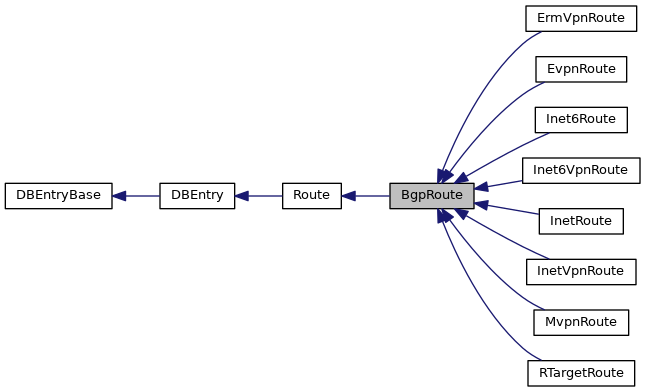 ErmVpnRoute
EvpnRoute
Inet6Route
Inet6VpnRoute
DBEntryBase
DBEntry
Route
BgpRoute
InetRoute
InetVpnRoute
MvpnRoute
RTargetRoute